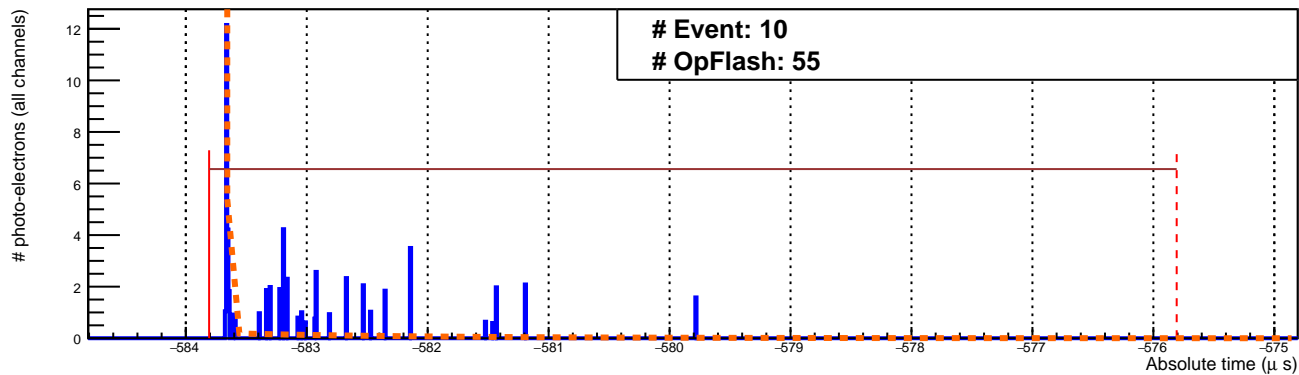 # Event: 10
# OpFlash: 55
# photo-electrons (all channels)
12
10
8
6
4
2
0
−584 −583 −582 −581 −580 −579 −578 −577 −576 −575
Absolute time (μ s)